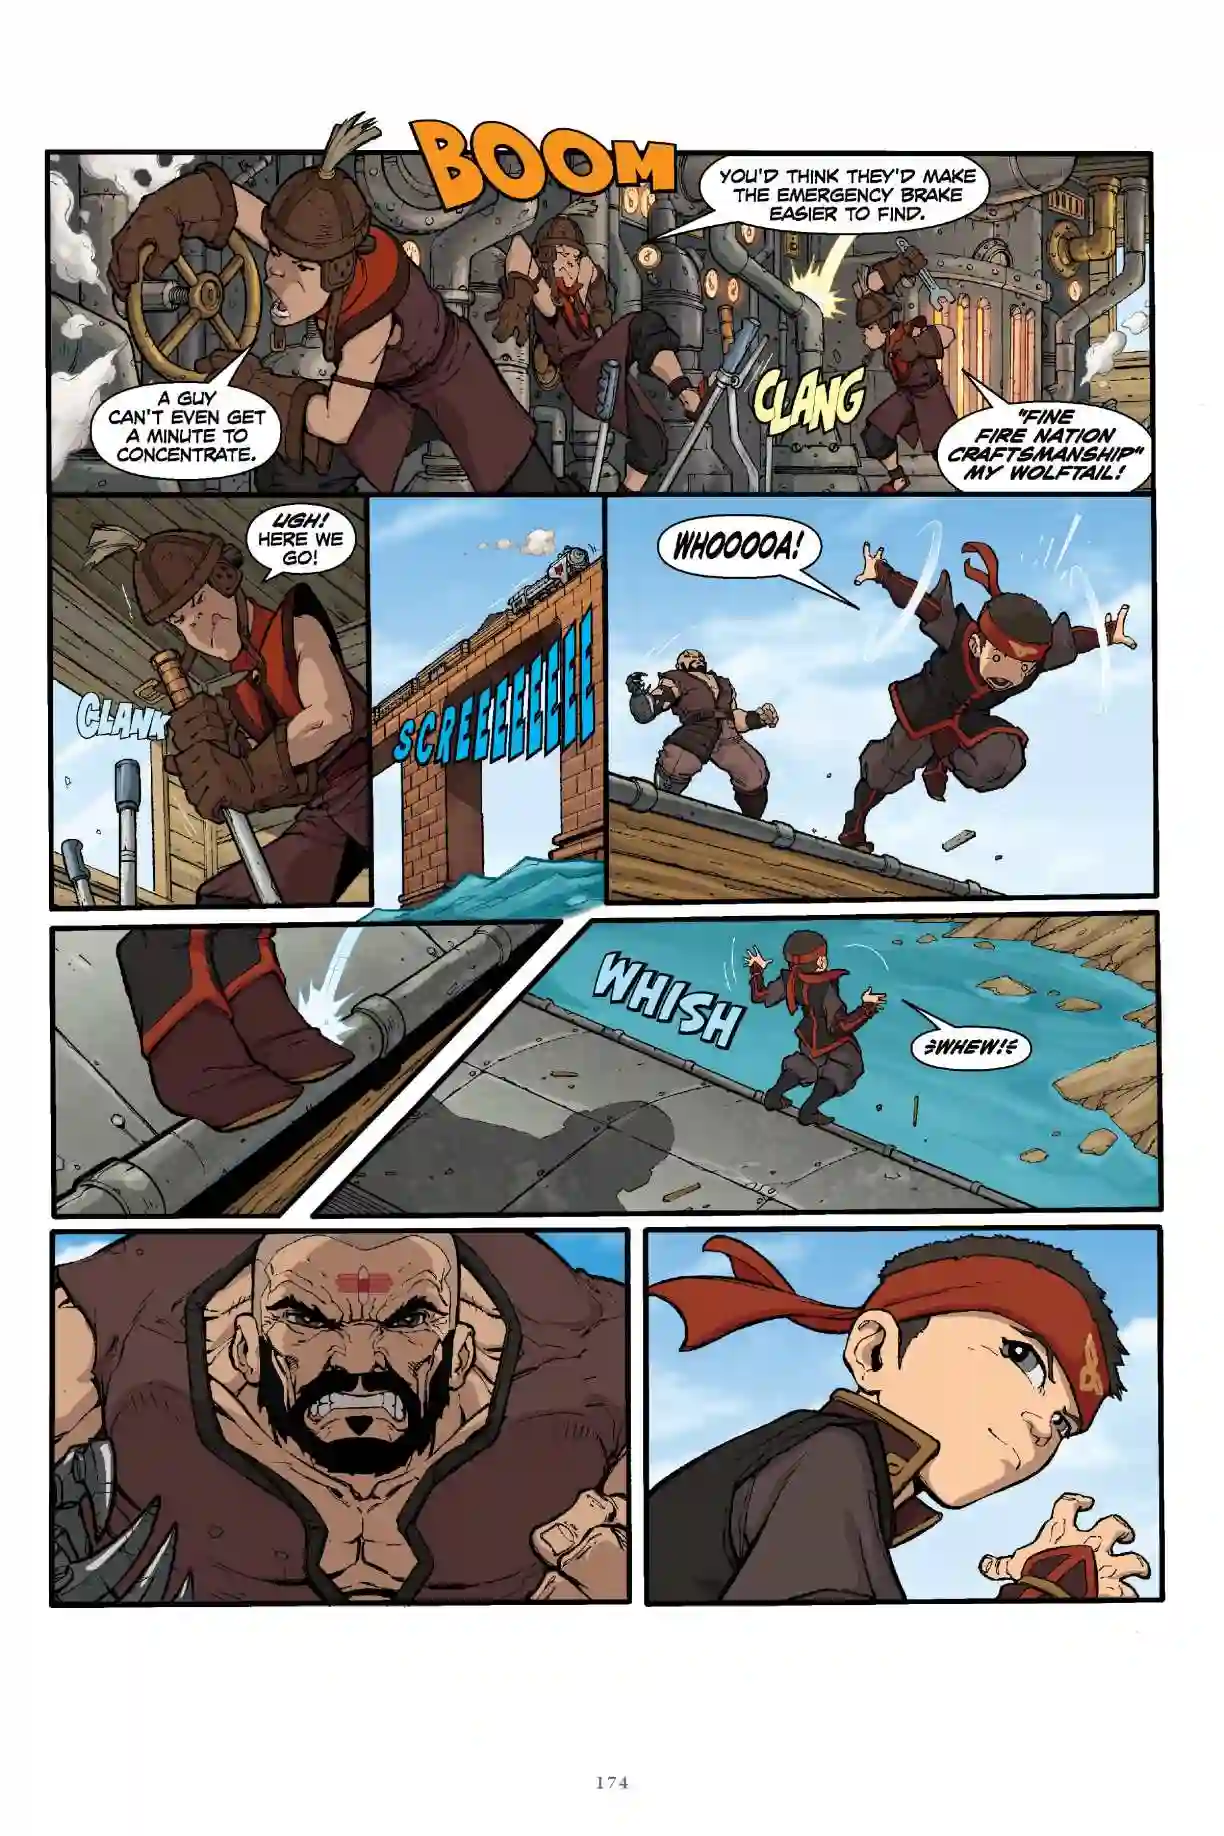 BOOM
A GUY
CAN'T EVEN GET
A MINUTE TO
CONCENTRATE.
YOU'D THINK THEY'D MAKE
THE EMERGENCY BRAKE
EASIER TO FIND.
CLANG
"FINE
FIRE NATION
CRAFTSMANSHIP"
MY WOLFTAIL!
UGH!
HERE WE
GO!
CLANK
SCREEEEEEEEE
WHOOOOA!
WHISH
WHEW!
174